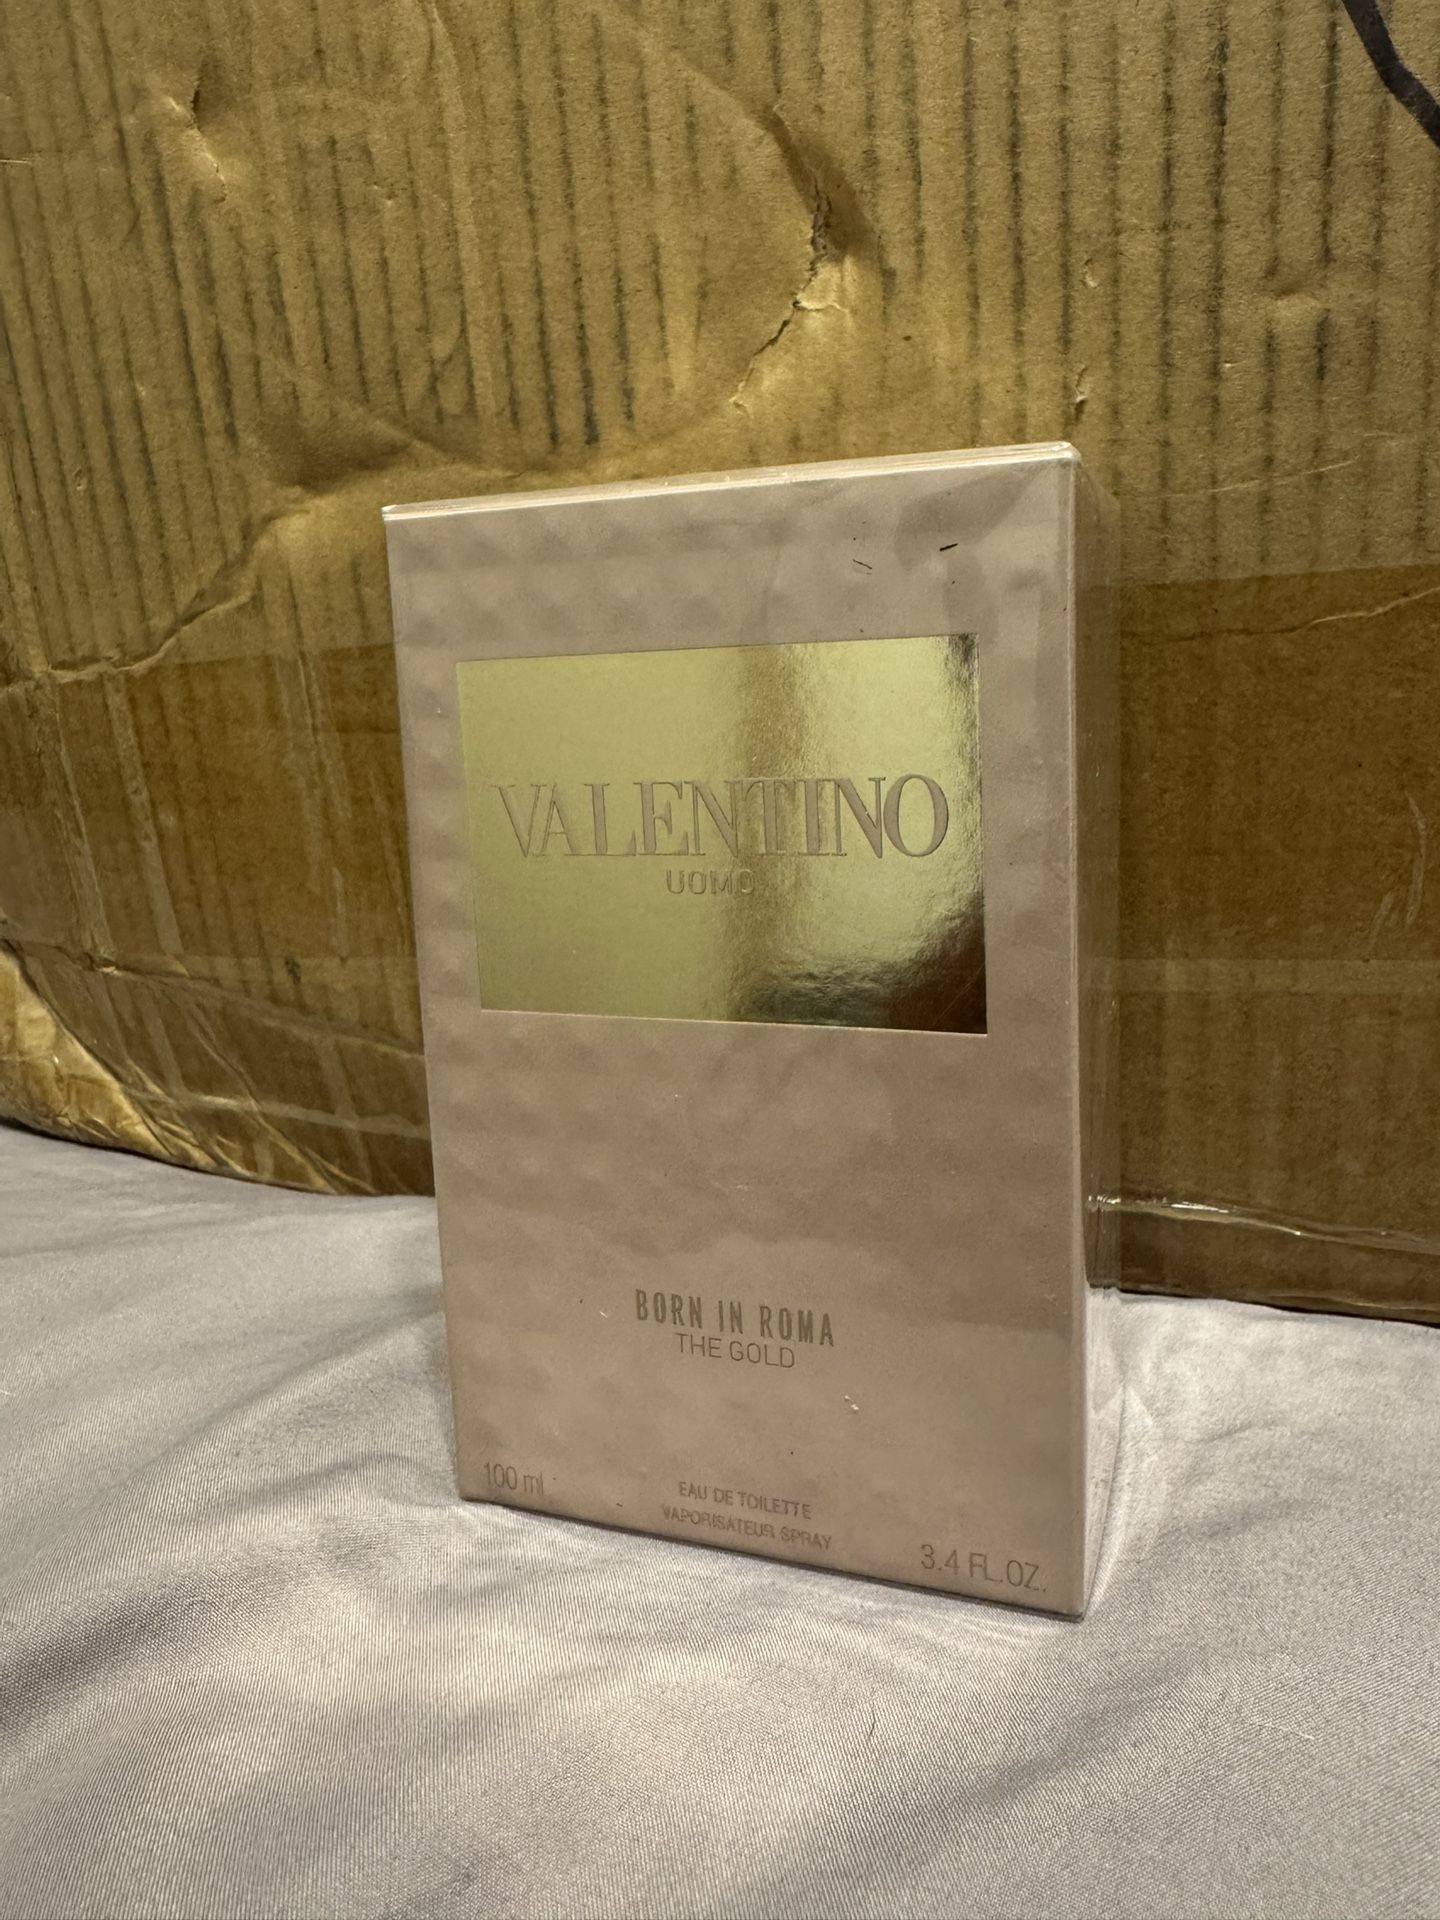 VALENTINO
UOMO
BORN IN ROMA
THE GOLD
100 ml
EAU DE TOILETTE
VAPORISATEUR SPRAY
3.4 FL.OZ.